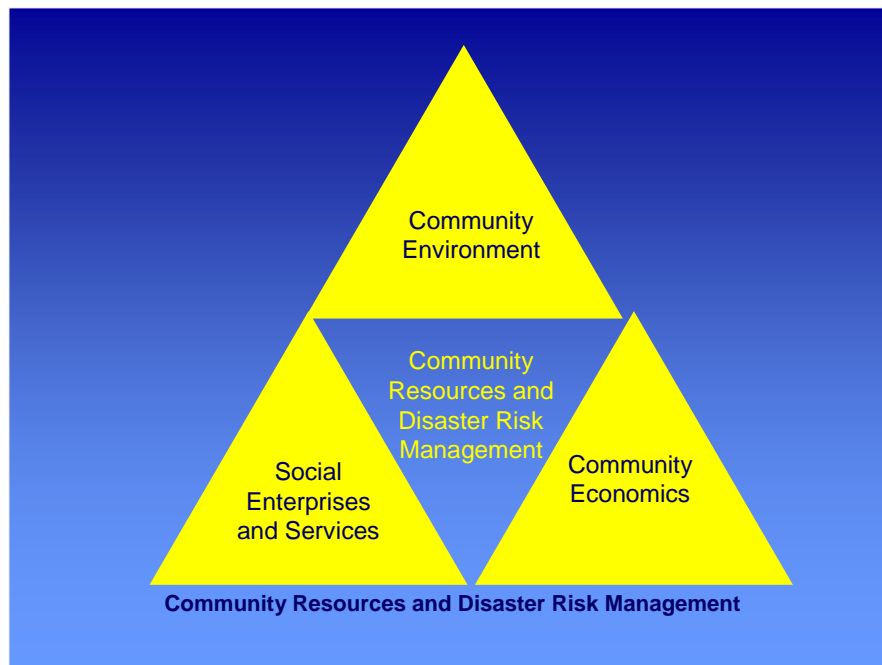 Community
Environment
Community
Resources and
Disaster Risk
Management
Social
Enterprises
and Services
Community
Economics
Community Resources and Disaster Risk Management